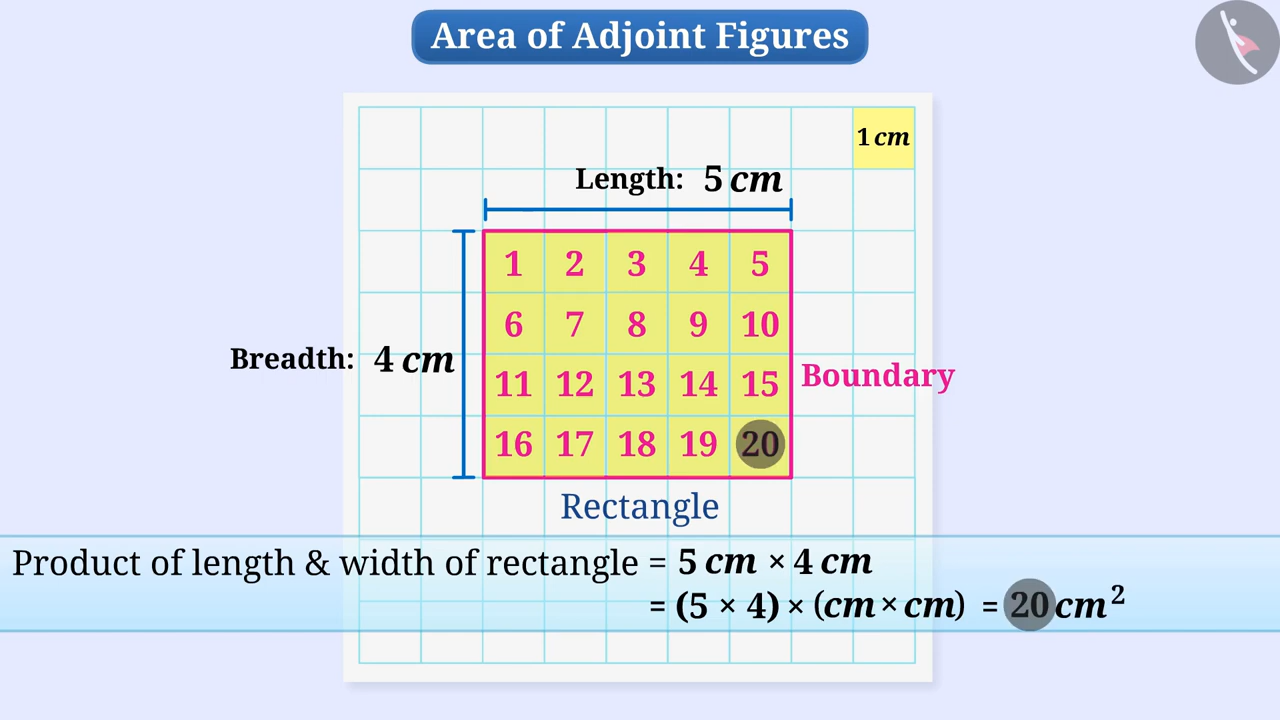 Area of Adjoint Figures
1 cm
Length: 5 cm
1 2 3 4 5
6 7 8 9 10
Breadth: 4 cm
11 12 13 14 15
Boundary
16 17 18 19 20
Rectangle
Product of length & width of rectangle = 5 cm × 4 cm
= (5 × 4) × (cm × cm) = 20 cm²